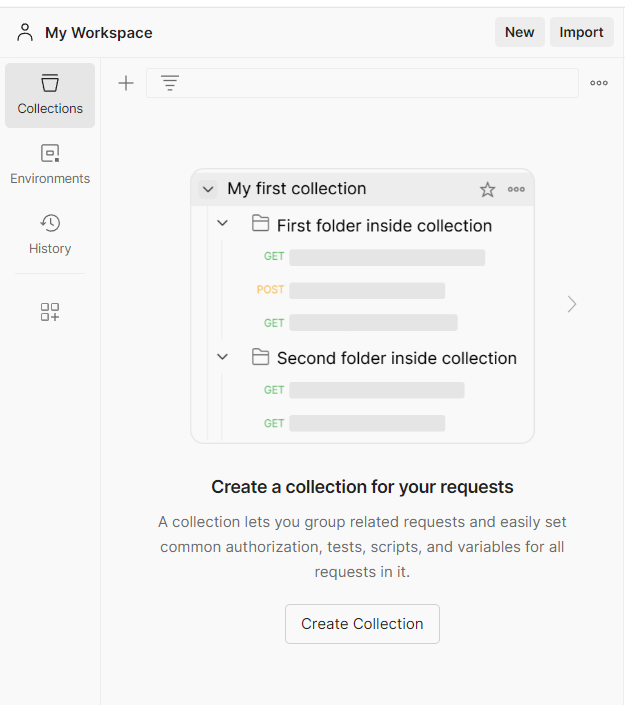 My Workspace
New
Import
Collections
Environments
History
My first collection
First folder inside collection
GET
POST
GET
Second folder inside collection
GET
GET
Create a collection for your requests
A collection lets you group related requests and easily set
common authorization, tests, scripts, and variables for all
requests in it.
Create Collection